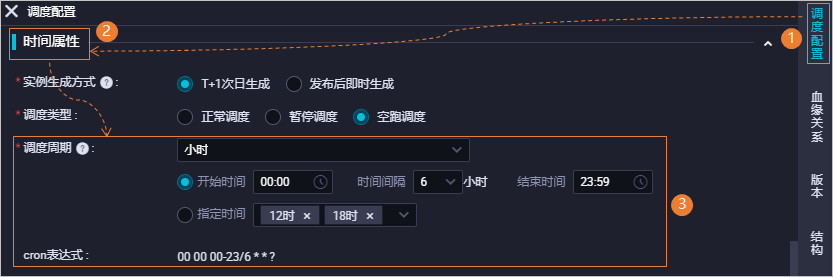 调度配置
2
时间属性
1
调度配置
* 实例生成方式 ? : T+1次日生成 发布后即时生成
* 调度类型 : 正常调度 暂停调度 空跑调度
血缘关系
* 调度周期 ? : 小时
开始时间 00:00 时间间隔 6 小时 结束时间 23:59
版本
3
指定时间 12时 × 18时 ×
结构
cron表达式 : 00 00 00-23/6 * * ?